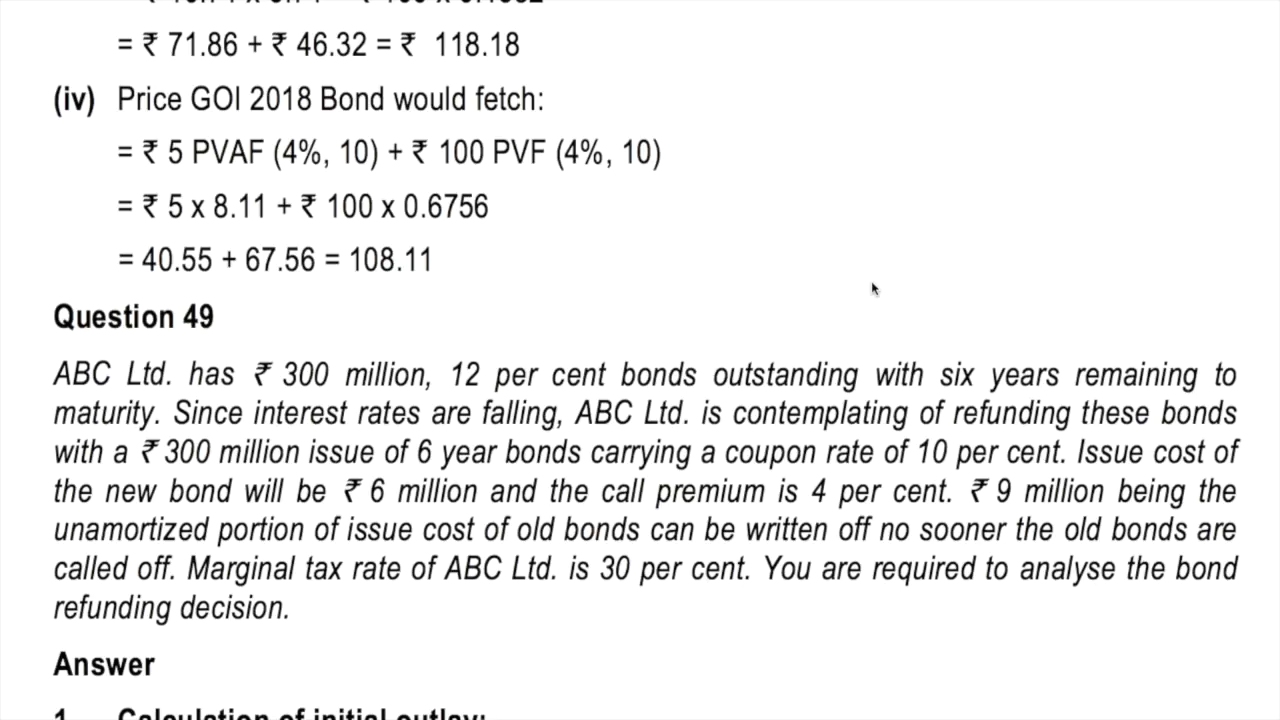 = ₹ 71.86 + ₹ 46.32 = ₹ 118.18
(iv) Price GOI 2018 Bond would fetch:
= ₹ 5 PVAF (4%, 10) + ₹ 100 PVF (4%, 10)
= ₹ 5 x 8.11 + ₹ 100 x 0.6756
= 40.55 + 67.56 = 108.11
Question 49
ABC Ltd. has ₹ 300 million, 12 per cent bonds outstanding with six years remaining to
maturity. Since interest rates are falling, ABC Ltd. is contemplating of refunding these bonds
with a ₹ 300 million issue of 6 year bonds carrying a coupon rate of 10 per cent. Issue cost of
the new bond will be ₹ 6 million and the call premium is 4 per cent. ₹ 9 million being the
unamortized portion of issue cost of old bonds can be written off no sooner the old bonds are
called off. Marginal tax rate of ABC Ltd. is 30 per cent. You are required to analyse the bond
refunding decision.
Answer
1. Calculation of initial outlay: